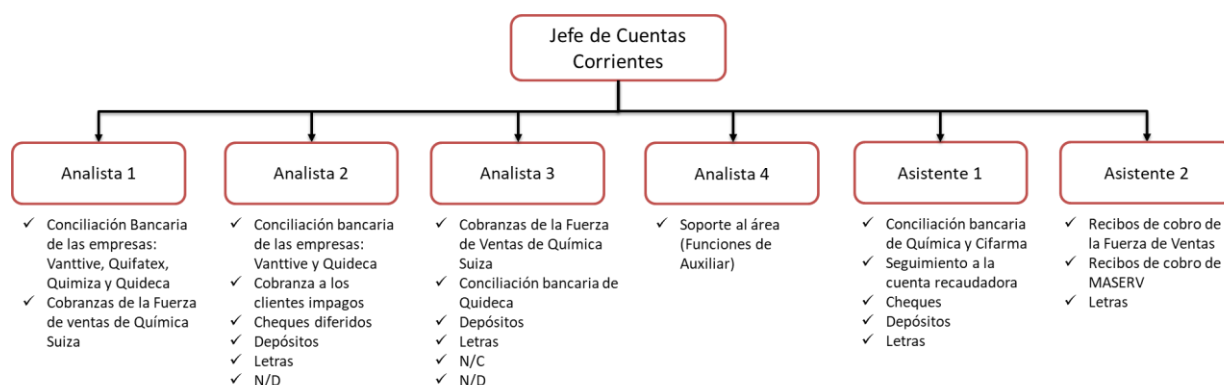 Jefe de Cuentas
Corrientes
Analista 1
Analista 2
Analista 3
Analista 4
Asistente 1
Asistente 2
✓ Conciliación Bancaria
de las empresas:
Vanttive, Quifatex,
Quimiza y Quideca
✓ Cobranzas de la Fuerza
de ventas de Química
Suiza
✓ Conciliación bancaria
de las empresas:
Vanttive y Quideca
✓ Cobranza a los
clientes impagos
✓ Cheques diferidos
✓ Depósitos
✓ Letras
✓ N/D
✓ Cobranzas de la Fuerza
de Ventas de Química
Suiza
✓ Conciliación bancaria de
Quideca
✓ Depósitos
✓ Letras
✓ N/C
✓ N/D
✓ Soporte al área
(Funciones de
Auxiliar)
✓ Conciliación bancaria
de Química y Cifarma
✓ Seguimiento a la
cuenta recaudadora
✓ Cheques
✓ Depósitos
✓ Letras
✓ Recibos de cobro de
la Fuerza de Ventas
✓ Recibos de cobro de
MASERV
✓ Letras